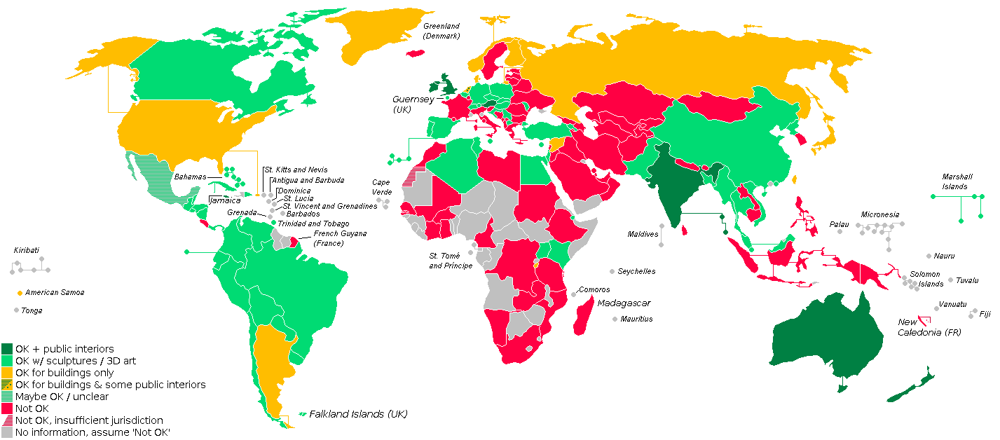 Greenland
(Denmark)
Guernsey
(UK)
Bahamas
St. Kitts and Nevis
Antigua and Barbuda
Dominica
Jamaica
St. Lucia
St. Vincent and Grenadines
Grenada
Barbados
Trinidad and Tobago
French Guyana
(France)
Cape
Verde
Marshall
Islands
Micronesia
Palau
Maldives
Kiribati
St. Tomé
and Príncipe
Nauru
Seychelles
Solomon
Islands
Tuvalu
American Samoa
Comoros
Madagascar
Tonga
Mauritius
Vanuatu
Fiji
New
Caledonia (FR)
OK + public interiors
OK w/ sculptures / 3D art
OK for buildings only
OK for buildings & some public interiors
Maybe OK / unclear
Not OK
Not OK, insufficient jurisdiction
No information, assume 'Not OK'
Falkland Islands (UK)